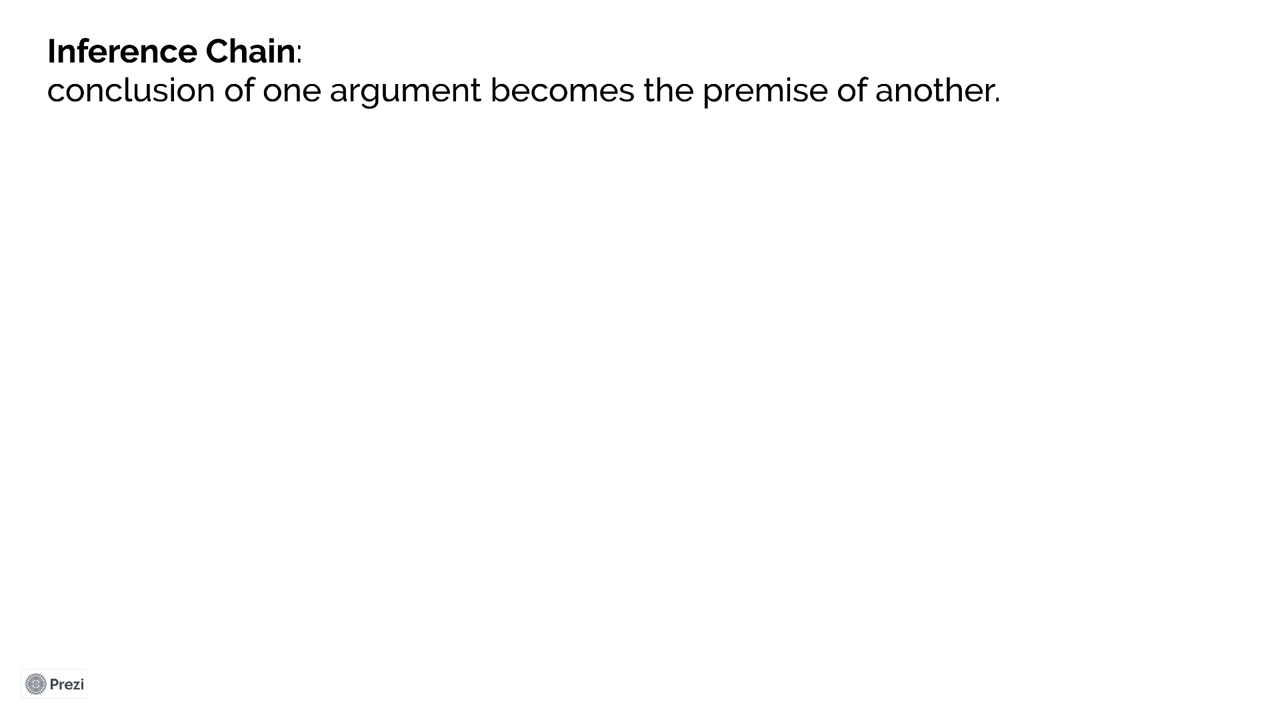 Inference Chain:
conclusion of one argument becomes the premise of another.
Prezi